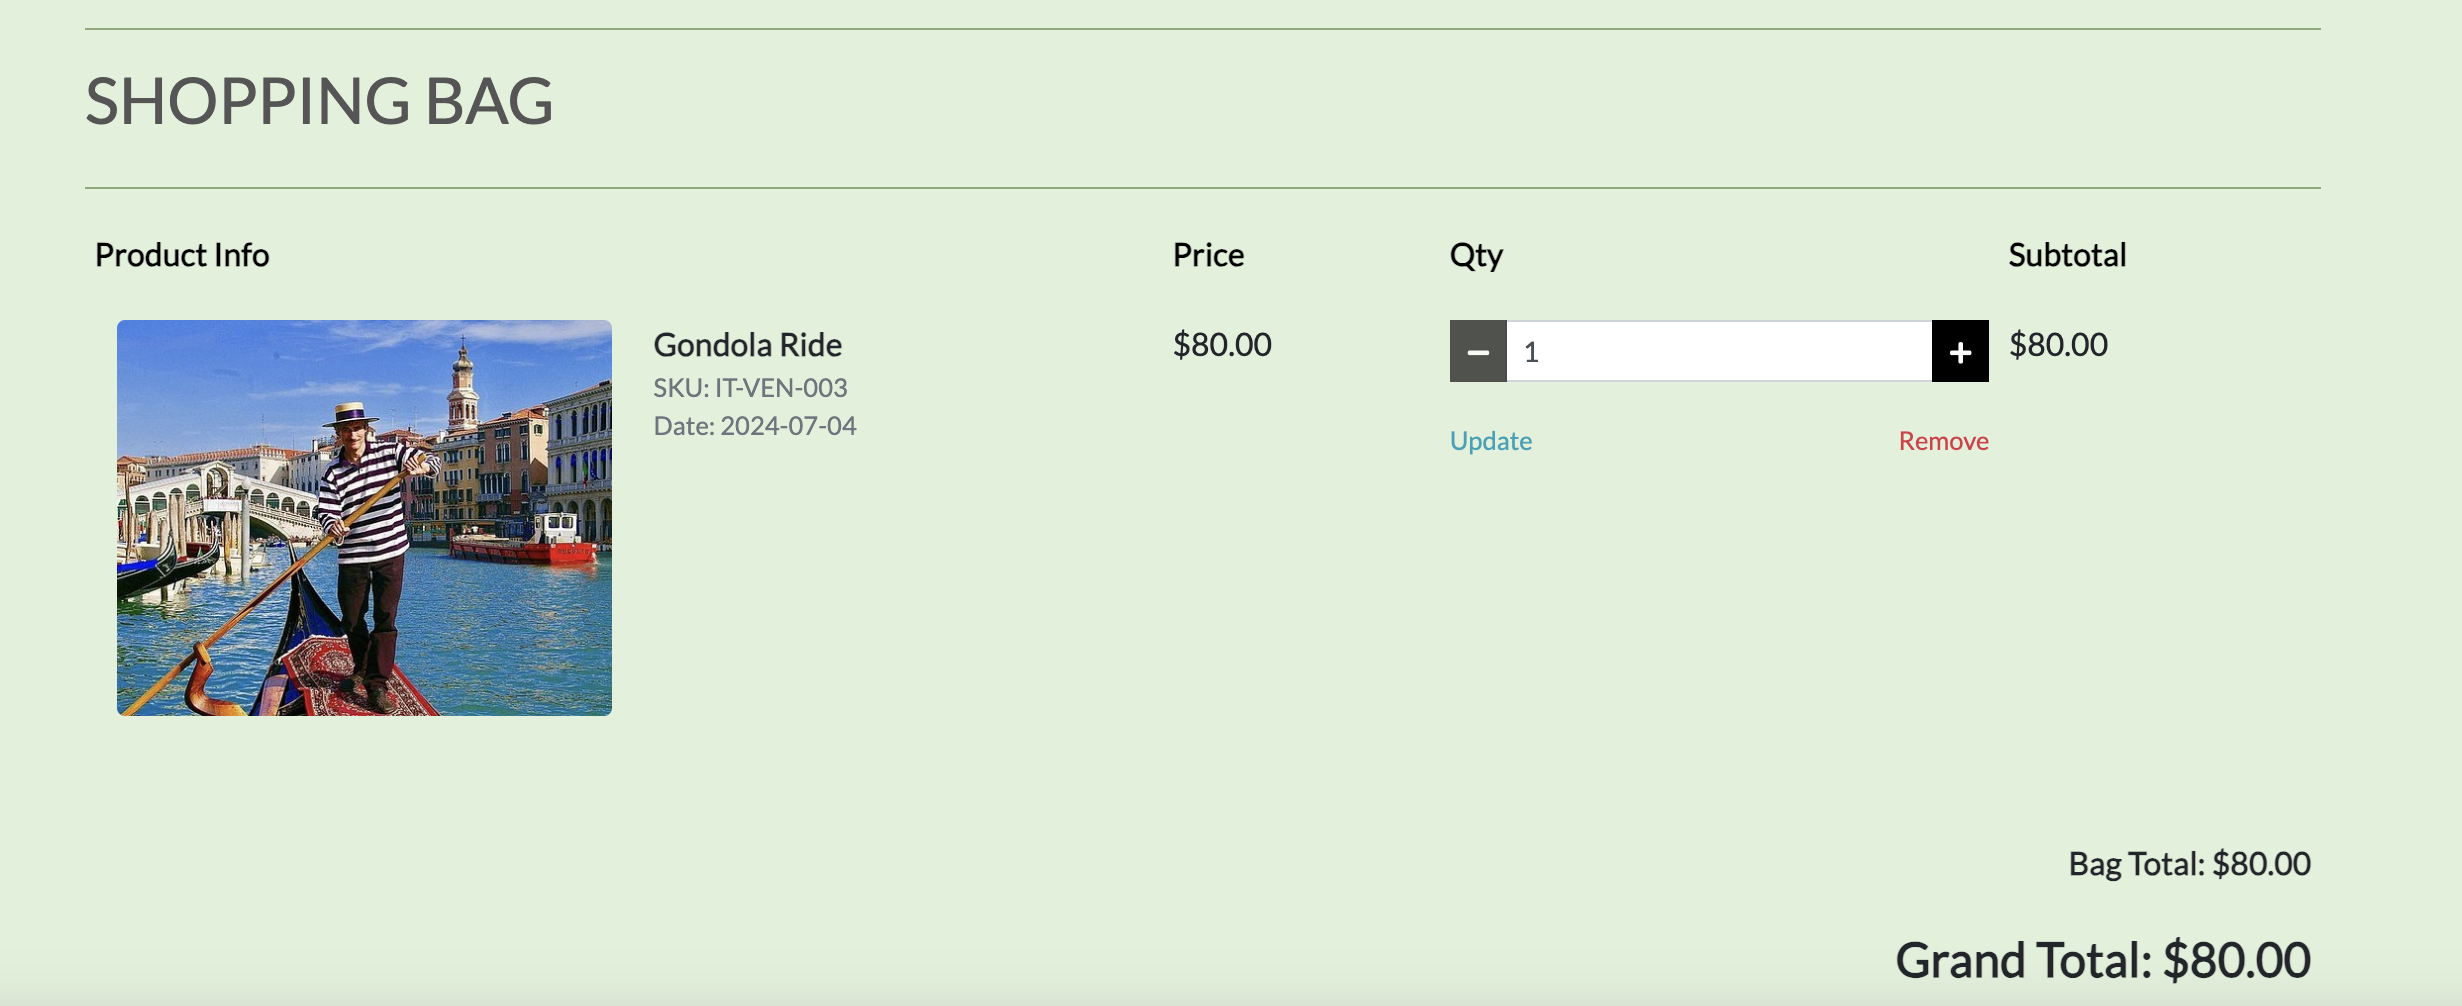 SHOPPING BAG
Product Info Price Qty Subtotal
Gondola Ride $80.00 1 $80.00
SKU: IT-VEN-003
Date: 2024-07-04
Update Remove
Bag Total: $80.00
Grand Total: $80.00